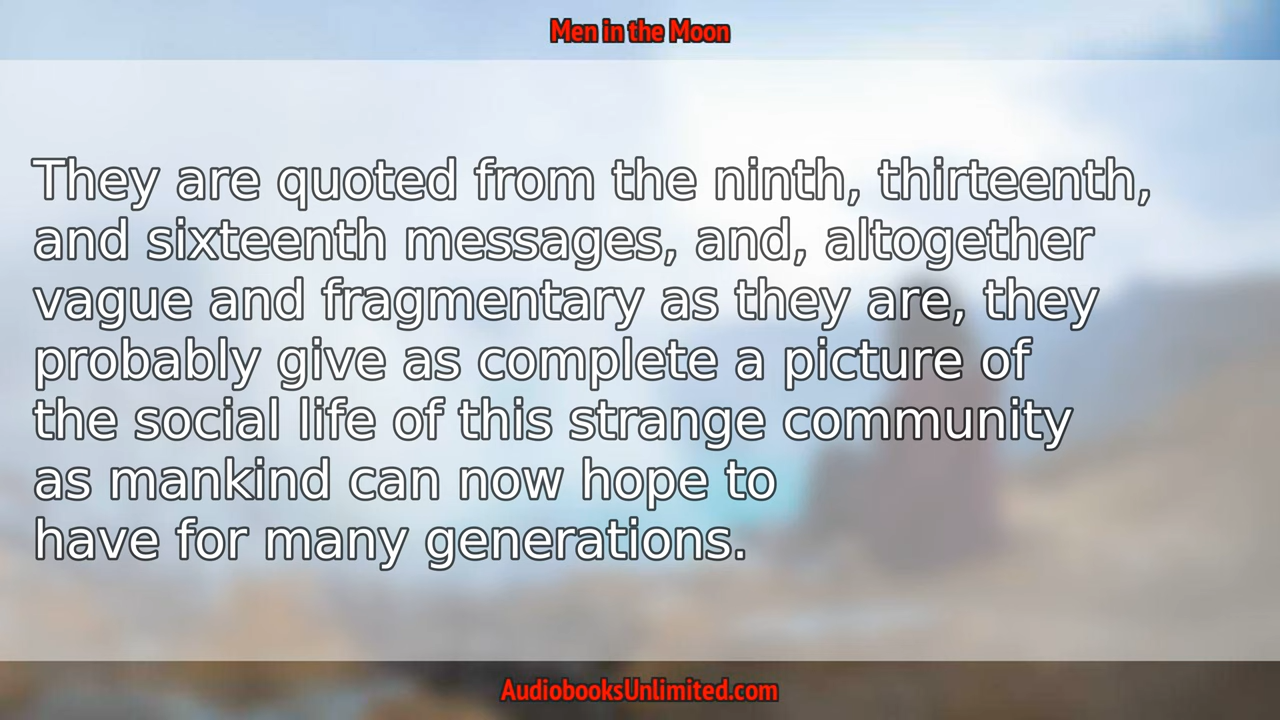 Men in the Moon
They are quoted from the ninth, thirteenth,
and sixteenth messages, and, altogether
vague and fragmentary as they are, they
probably give as complete a picture of
the social life of this strange community
as mankind can now hope to
have for many generations.
AudiobooksUnlimited.com